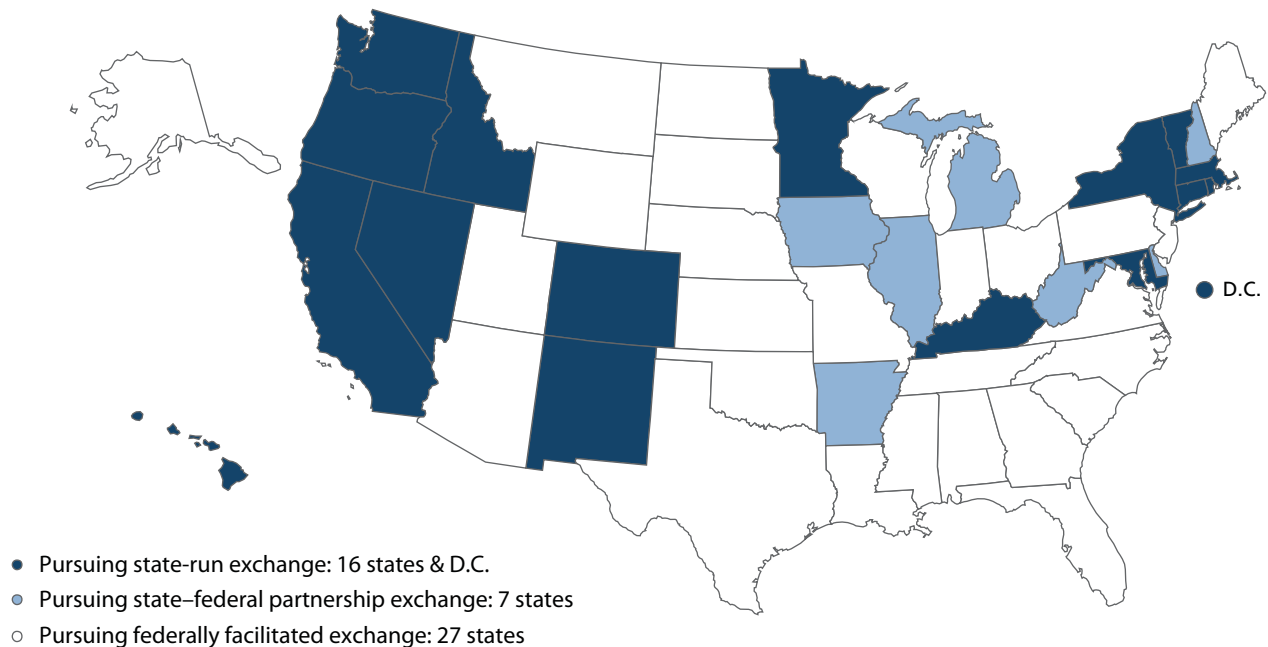 D.C.
Pursuing state-run exchange: 16 states & D.C.
Pursuing state–federal partnership exchange: 7 states
Pursuing federally facilitated exchange: 27 states